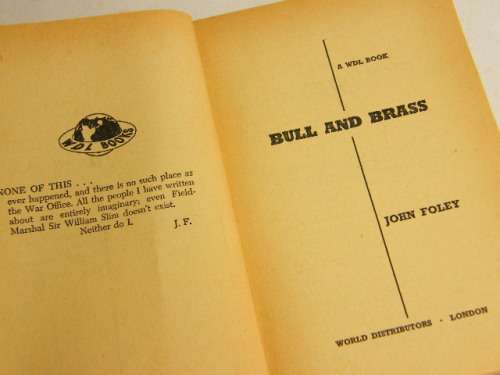 W D L BOOKS
NONE OF THIS . . .
ever happened, and there is no such place as
the War Office. All the people I have written
about are entirely imaginary; even Field-
Marshal Sir William Slim doesn't exist.
Neither do I. J. F.
A WDL BOOK
BULL AND BRASS
JOHN FOLEY
WORLD DISTRIBUTORS · LONDON